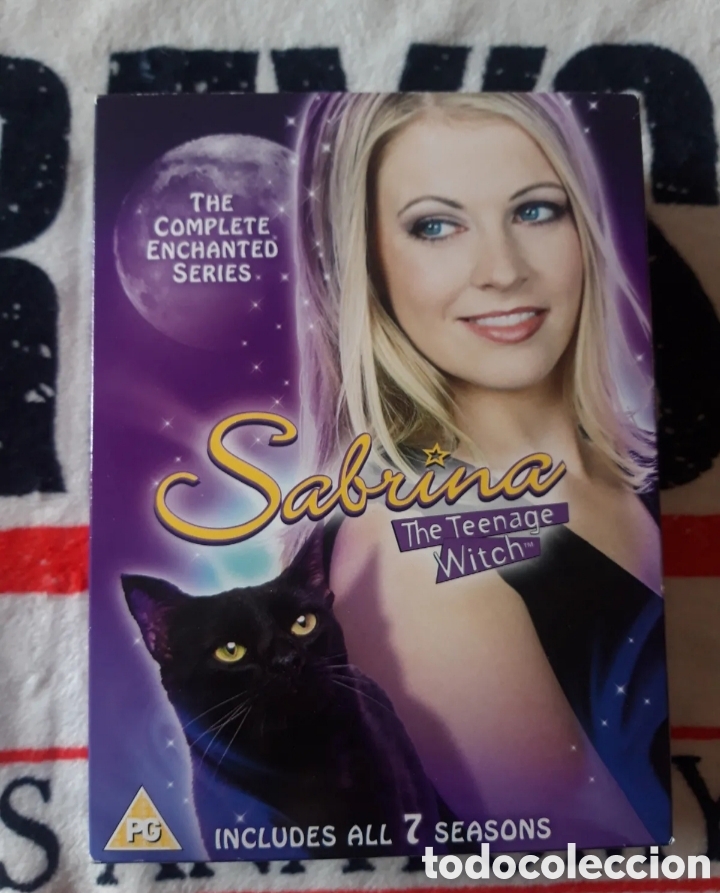 THE
COMPLETE
ENCHANTED
SERIES
Sabrina
The Teenage
Witch™
PG
INCLUDES ALL 7 SEASONS
todocoleccion